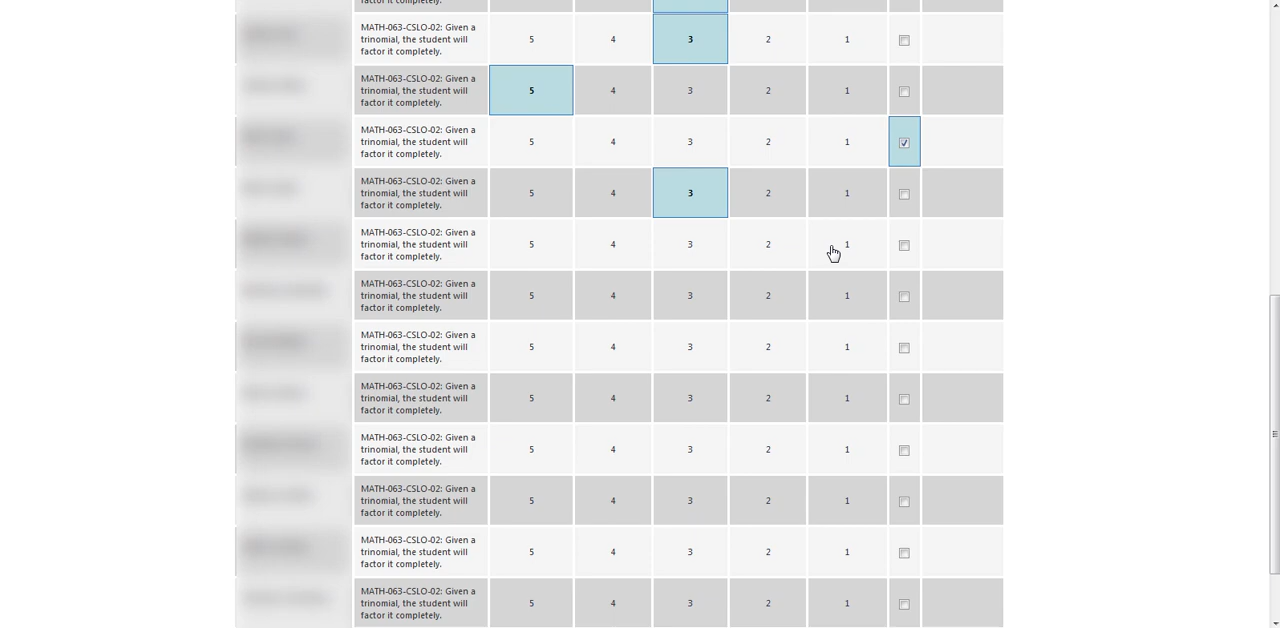 factor it completely.
MATH-063-CSLO-02: Given a
trinomial, the student will
factor it completely.
5 4 3 2 1
MATH-063-CSLO-02: Given a
trinomial, the student will
factor it completely.
5 4 3 2 1
MATH-063-CSLO-02: Given a
trinomial, the student will
factor it completely.
5 4 3 2 1
MATH-063-CSLO-02: Given a
trinomial, the student will
factor it completely.
5 4 3 2 1
MATH-063-CSLO-02: Given a
trinomial, the student will
factor it completely.
5 4 3 2 1
MATH-063-CSLO-02: Given a
trinomial, the student will
factor it completely.
5 4 3 2 1
MATH-063-CSLO-02: Given a
trinomial, the student will
factor it completely.
5 4 3 2 1
MATH-063-CSLO-02: Given a
trinomial, the student will
factor it completely.
5 4 3 2 1
MATH-063-CSLO-02: Given a
trinomial, the student will
factor it completely.
5 4 3 2 1
MATH-063-CSLO-02: Given a
trinomial, the student will
factor it completely.
5 4 3 2 1
MATH-063-CSLO-02: Given a
trinomial, the student will
factor it completely.
5 4 3 2 1
MATH-063-CSLO-02: Given a
trinomial, the student will
factor it completely.
5 4 3 2 1